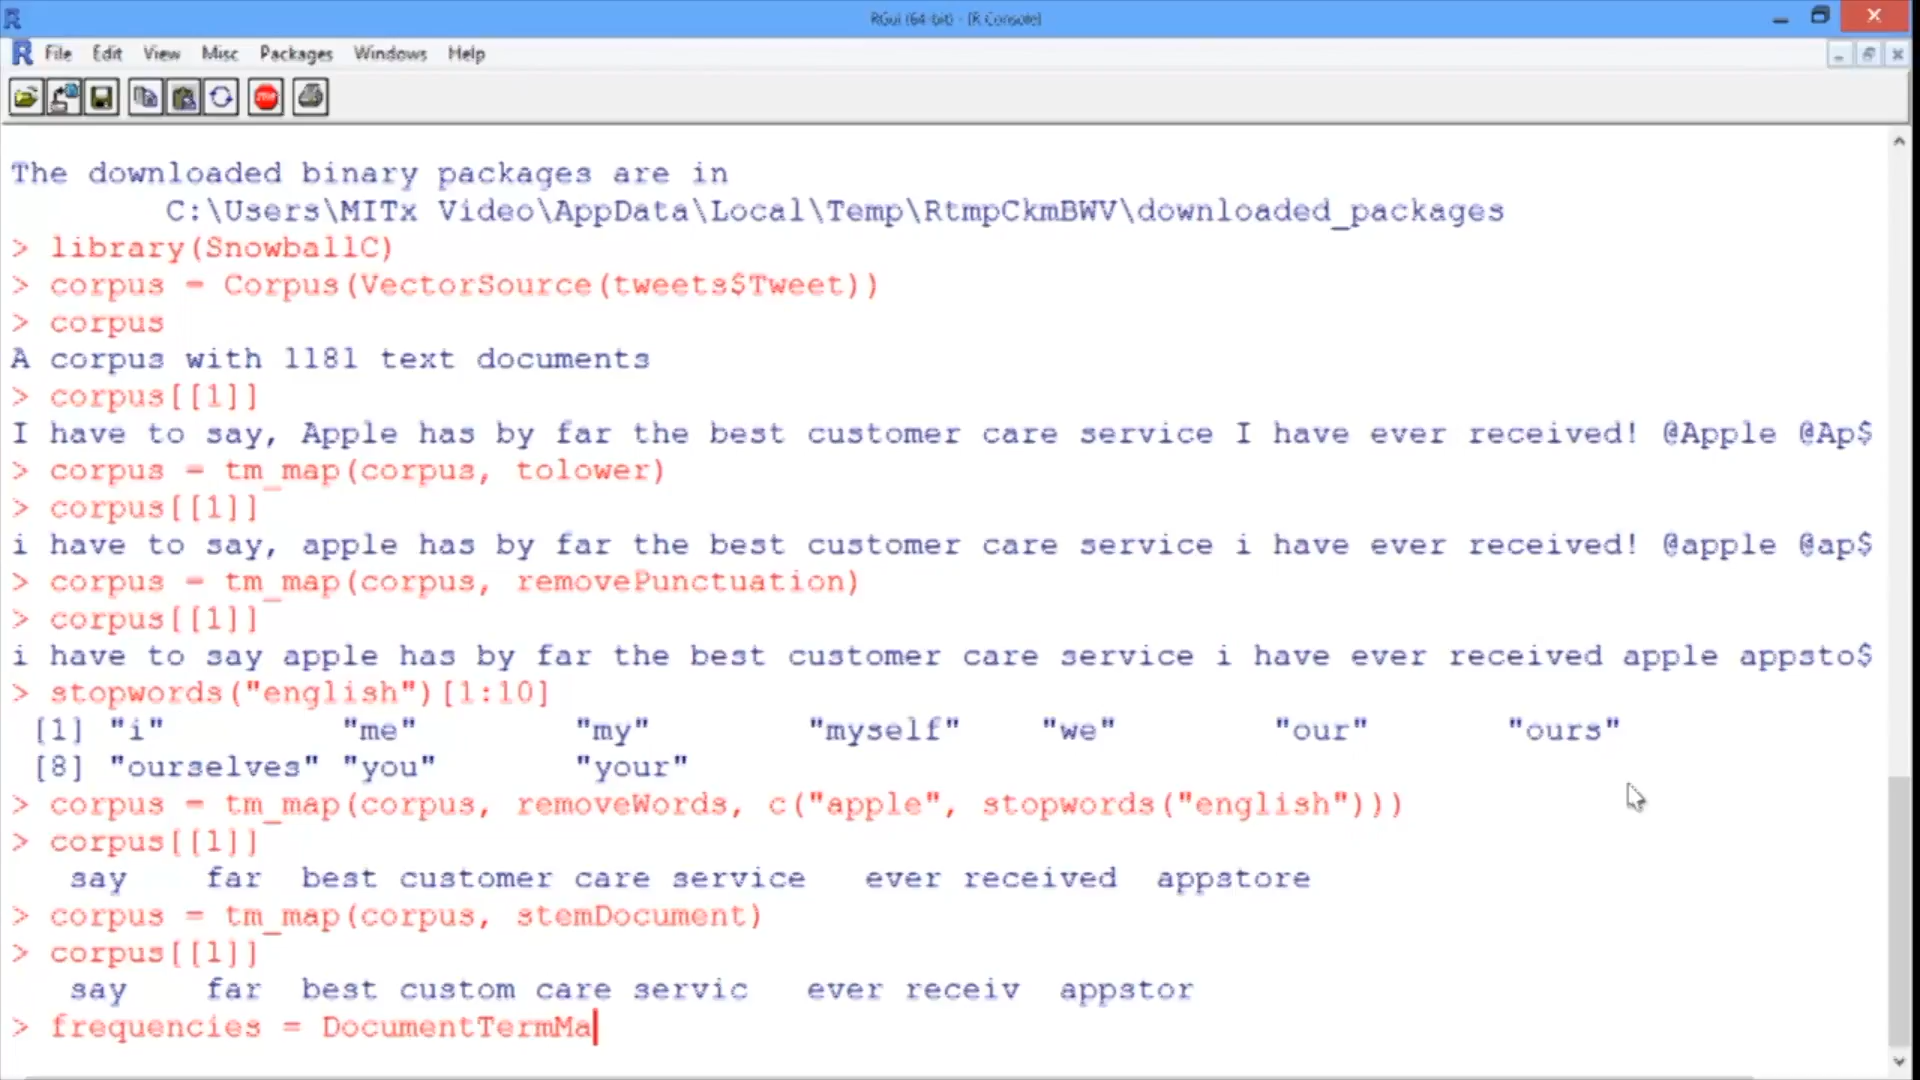 RGui (64-bit) - [R Console]
File Edit View Misc Packages Windows Help
STOP
The downloaded binary packages are in
C:\Users\MITx Video\AppData\Local\Temp\RtmpCkmBWV\downloaded_packages
> library(SnowballC)
> corpus = Corpus(VectorSource(tweets$Tweet))
> corpus
A corpus with 1181 text documents
> corpus[[1]]
I have to say, Apple has by far the best customer care service I have ever received! @Apple @Ap$
> corpus = tm_map(corpus, tolower)
> corpus[[1]]
i have to say, apple has by far the best customer care service i have ever received! @apple @ap$
> corpus = tm_map(corpus, removePunctuation)
> corpus[[1]]
i have to say apple has by far the best customer care service i have ever received apple appsto$
> stopwords("english")[1:10]
[1] "i" "me" "my" "myself" "we" "our" "ours"
[8] "ourselves" "you" "your"
> corpus = tm_map(corpus, removeWords, c("apple", stopwords("english")))
> corpus[[1]]
say far best customer care service ever received appstore
> corpus = tm_map(corpus, stemDocument)
> corpus[[1]]
say far best custom care servic ever receiv appstor
> frequencies = DocumentTermMa